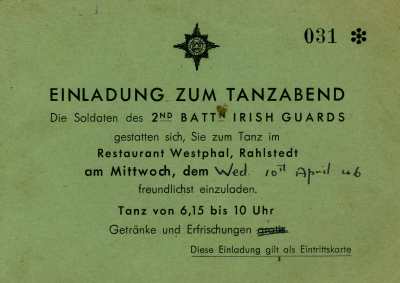 031 ✻
EINLADUNG ZUM TANZABEND
Die Soldaten des 2ND BATTN IRISH GUARDS
gestatten sich, Sie zum Tanz im
Restaurant Westphal, Rahlstedt
am Mittwoch, dem Wed. 10th April 46
freundlichst einzuladen.
Tanz von 6,15 bis 10 Uhr
Getränke und Erfrischungen gratis.
Diese Einladung gilt als Eintrittskarte